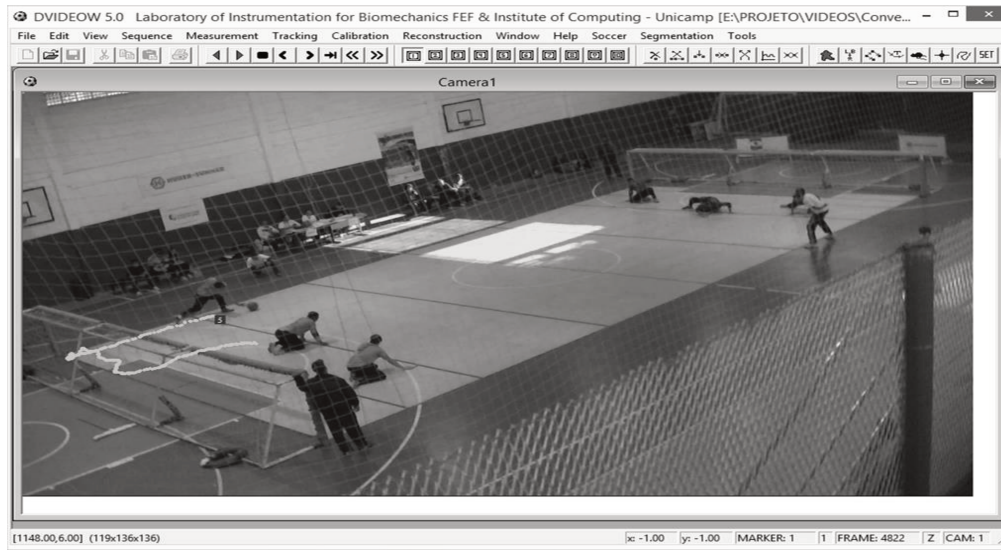 DVIDEOW 5.0 Laboratory of Instrumentation for Biomechanics FEF & Institute of Computing - Unicamp [E:\PROJETO\VIDEOS\Conve...
File Edit View Sequence Measurement Tracking Calibration Reconstruction Window Help Soccer Segmentation Tools
SET
Camera1
5
[1148.00,6.00] (119x136x136) x: -1.00 y: -1.00 MARKER: 1 1 FRAME: 4822 Z CAM: 1